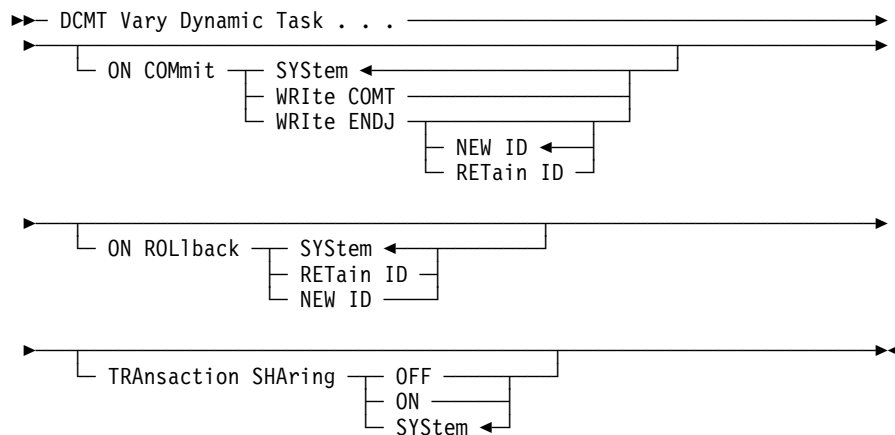 DCMT Vary Dynamic Task . . .
ON COMmit SYStem
WRIte COMT
WRIte ENDJ
NEW ID
RETain ID
ON ROLlback SYStem
RETain ID
NEW ID
TRAnsaction SHAring OFF
ON
SYStem